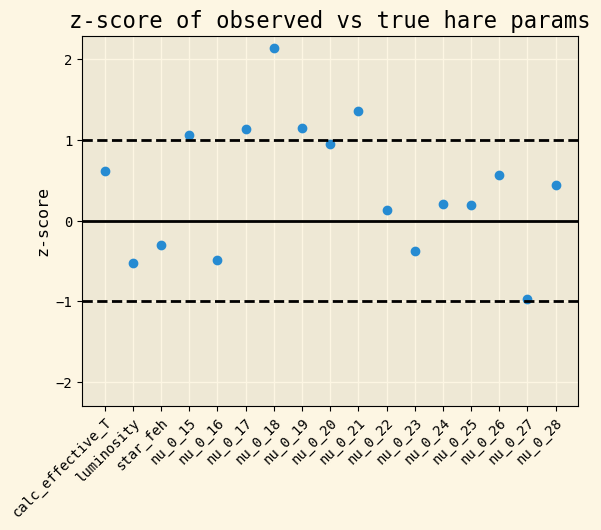 z-score of observed vs true hare params
z-score
2
1
0
−1
−2
calc_effective_T
luminosity
star_feh
nu_0_15
nu_0_16
nu_0_17
nu_0_18
nu_0_19
nu_0_20
nu_0_21
nu_0_22
nu_0_23
nu_0_24
nu_0_25
nu_0_26
nu_0_27
nu_0_28